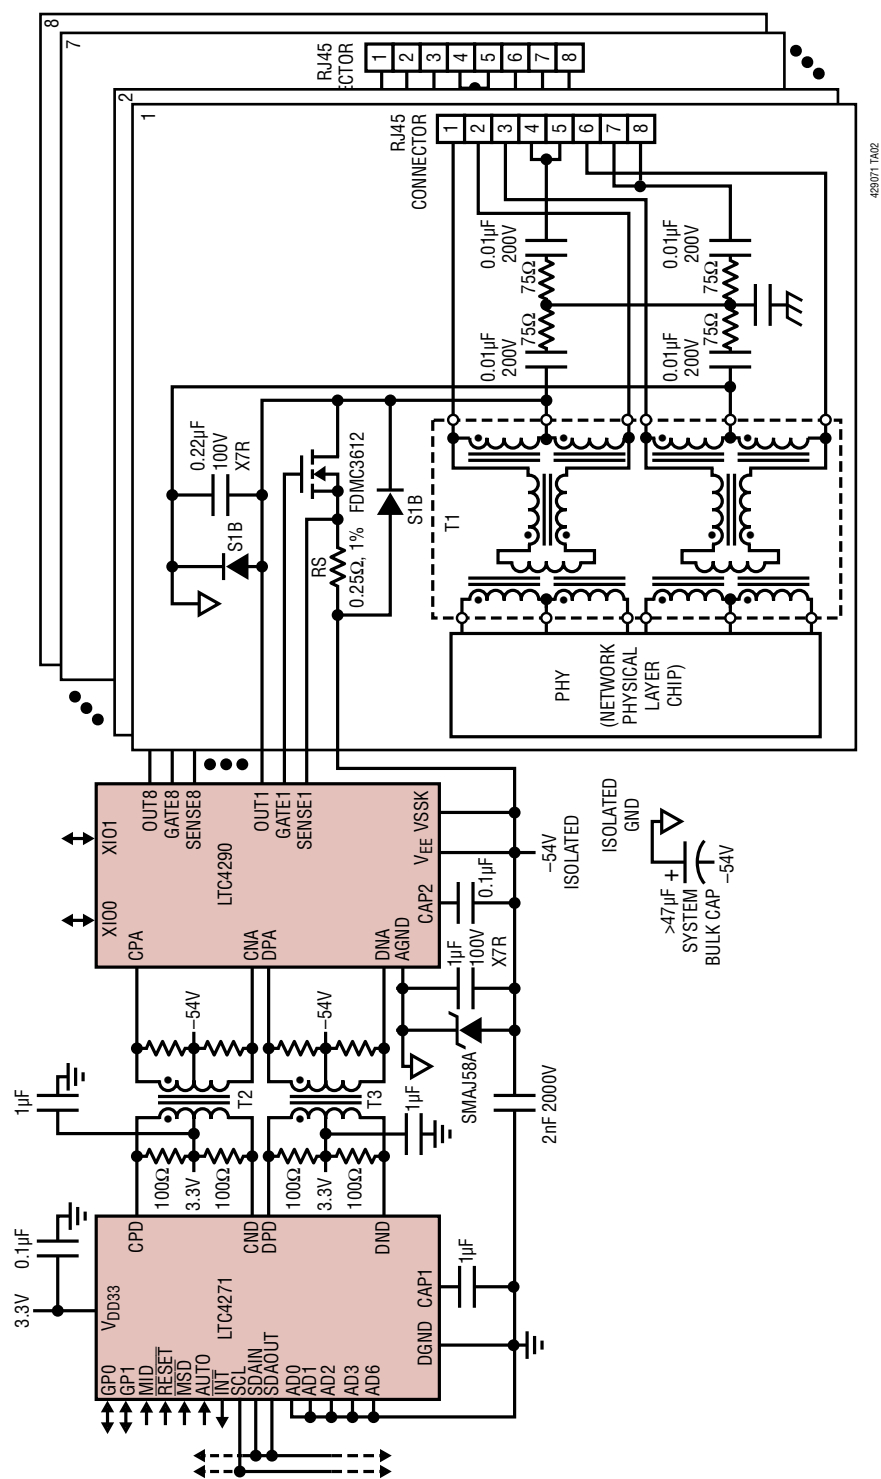 8
7
2
1
RJ45
CTOR
1
2
3
4
5
6
7
8
RJ45
CONNECTOR
1
2
3
4
5
6
7
8
0.01µF
200V
75Ω
0.01µF
200V
75Ω
0.01µF
200V
75Ω
0.01µF
200V
75Ω
0.22µF
100V
X7R
S1B
FDMC3612
RS
0.25Ω, 1%
S1B
T1
PHY
(NETWORK
PHYSICAL
LAYER
CHIP)
XIO0
XIO1
OUT8
GATE8
SENSE8
OUT1
GATE1
SENSE1
LTC4290
CPA
CNA
DPA
DNA
AGND
CAP2
VEE
VSSK
0.1µF
1µF
100V
X7R
SMAJ58A
–54V
ISOLATED
ISOLATED
GND
>47µF
+
SYSTEM
BULK CAP
–54V
2nF 2000V
–54V
–54V
T2
T3
1µF
1µF
100Ω
3.3V
100Ω
100Ω
3.3V
100Ω
0.1µF
3.3V
VDD33
CPD
CND
DPD
DND
LTC4271
DGND
CAP1
1µF
GP0
GP1
MID
RESET
MSD
AUTO
INT
SCL
SDAIN
SDAOUT
AD0
AD1
AD2
AD3
AD6
429071 TA02